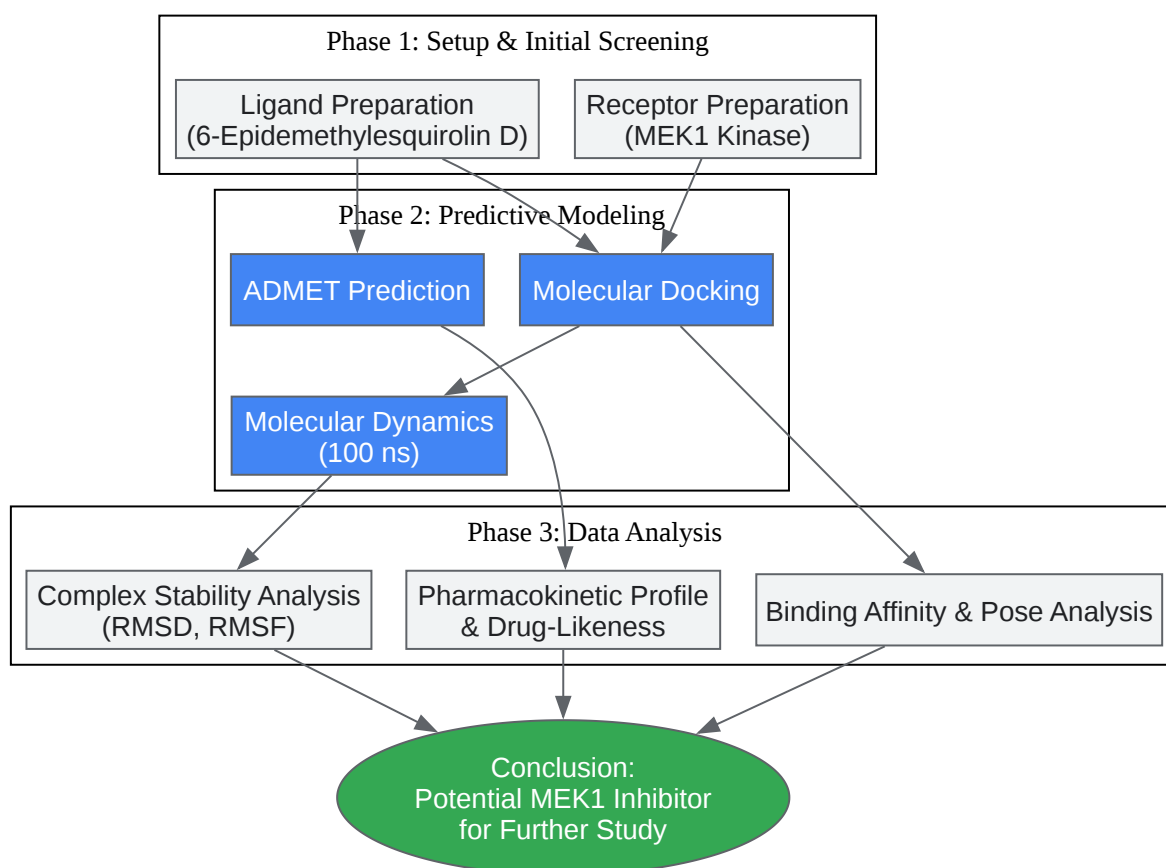 Phase 1: Setup & Initial Screening
Ligand Preparation
(6-Epidemethylesquirolin D)
Receptor Preparation
(MEK1 Kinase)
Phase 2: Predictive Modeling
ADMET Prediction
Molecular Docking
Molecular Dynamics
(100 ns)
Phase 3: Data Analysis
Complex Stability Analysis
(RMSD, RMSF)
Pharmacokinetic Profile
& Drug-Likeness
Binding Affinity & Pose Analysis
Conclusion:
Potential MEK1 Inhibitor
for Further Study